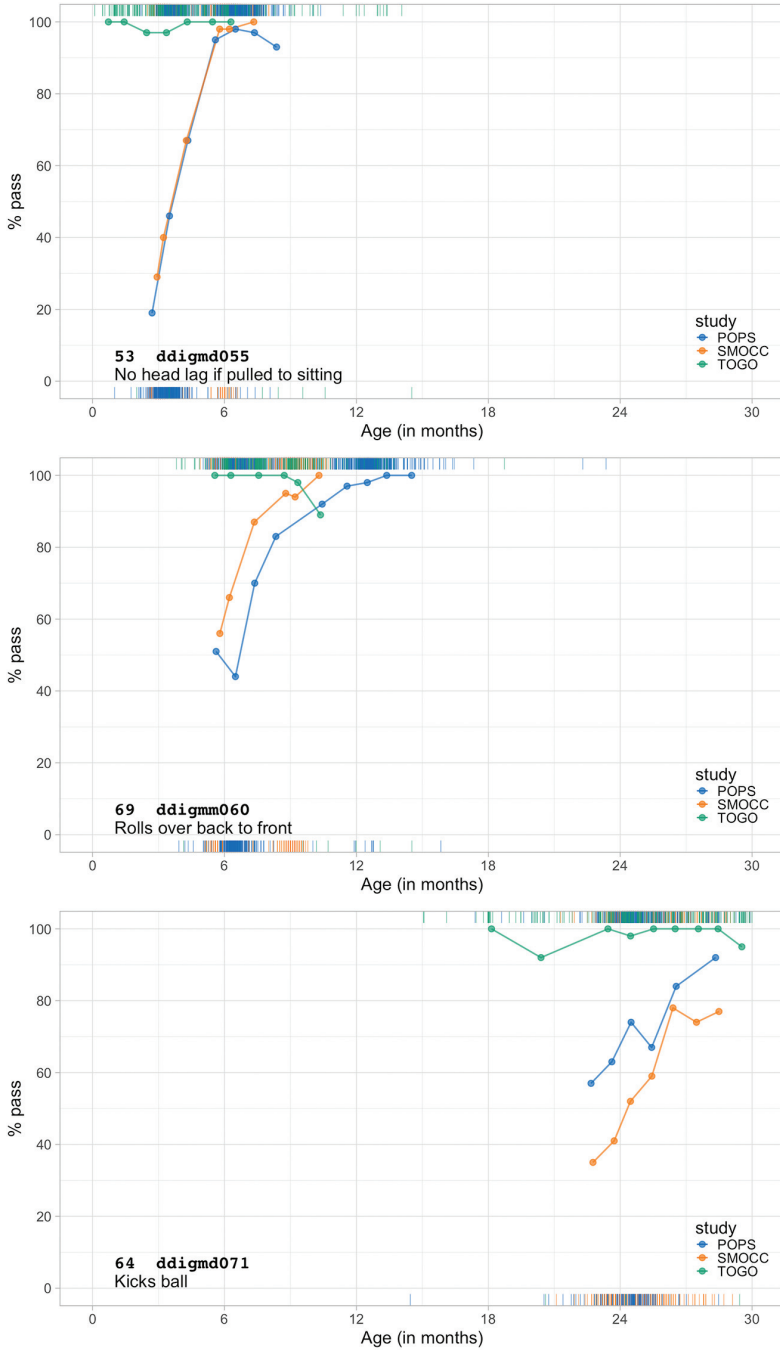 100
80
60
40
20
0
% pass
53 ddigmd055
No head lag if pulled to sitting
study
POPS
SMOCC
TOGO
0 6 12 18 24 30
Age (in months)
100
80
60
40
20
0
% pass
69 ddigmm060
Rolls over back to front
study
POPS
SMOCC
TOGO
0 6 12 18 24 30
Age (in months)
100
80
60
40
20
0
% pass
64 ddigmd071
Kicks ball
study
POPS
SMOCC
TOGO
0 6 12 18 24 30
Age (in months)